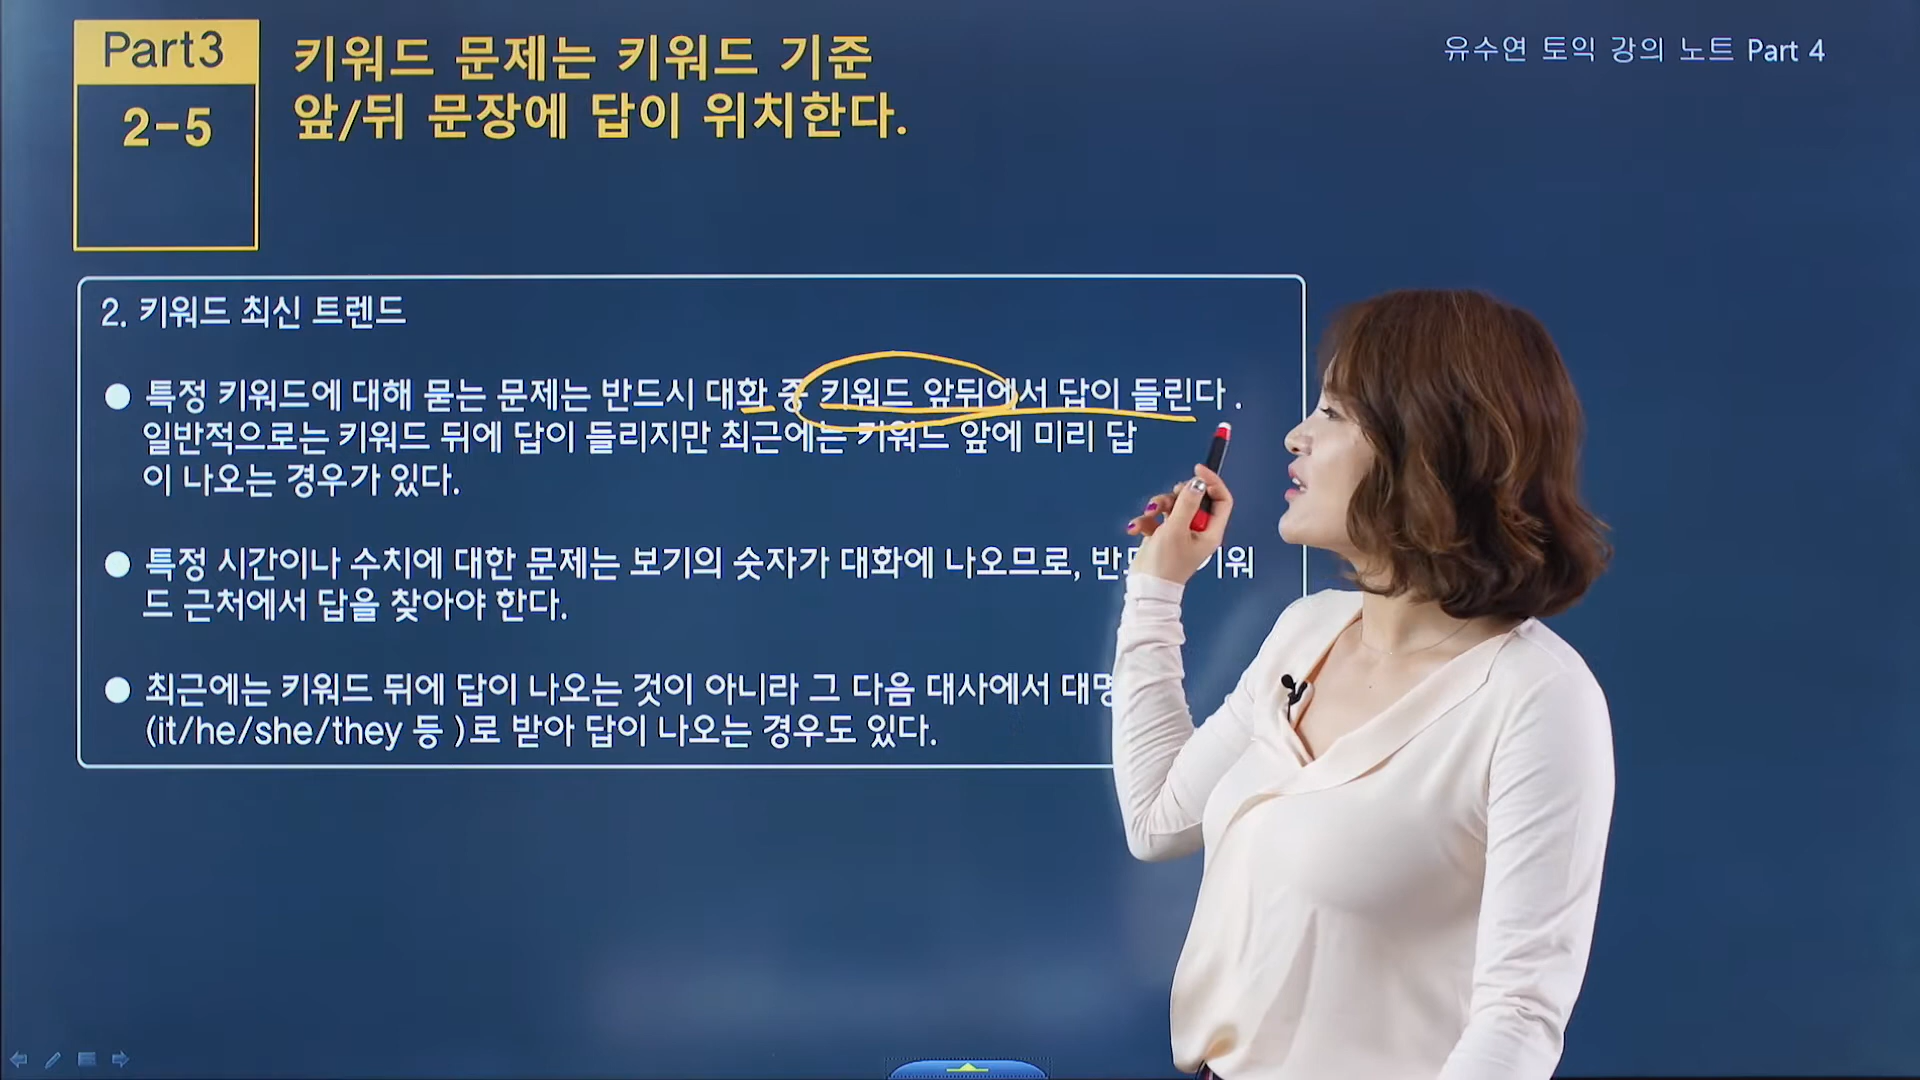 Part3
2-5
키워드 문제는 키워드 기준
앞/뒤 문장에 답이 위치한다.
유수연 토익 강의 노트 Part 4
2. 키워드 최신 트렌드
● 특정 키워드에 대해 묻는 문제는 반드시 대화 중 키워드 앞뒤에서 답이 들린다 .
일반적으로는 키워드 뒤에 답이 들리지만 최근에는 키워드 앞에 미리 답
이 나오는 경우가 있다.
● 특정 시간이나 수치에 대한 문제는 보기의 숫자가 대화에 나오므로,
드 근처에서 답을 찾아야 한다.
● 최근에는 키워드 뒤에 답이 나오는 것이 아니라 그 다음 대사에서
(it/he/she/they 등 )로 받아 답이 나오는 경우도 있다.